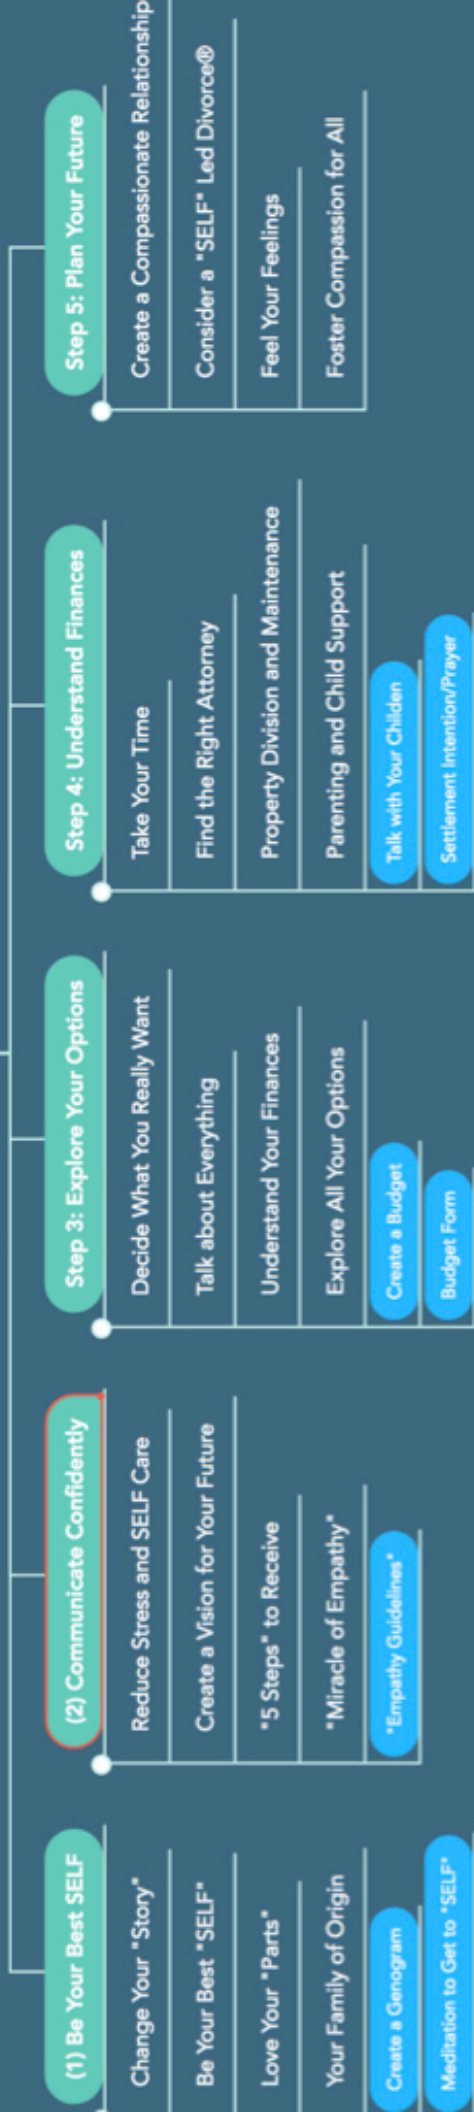 (1) Be Your Best SELF
Change Your "Story"
Be Your Best "SELF"
Love Your "Parts"
Your Family of Origin
Create a Genogram
Meditation to Get to "SELF"
(2) Communicate Confidently
Reduce Stress and SELF Care
Create a Vision for Your Future
"5 Steps" to Receive
"Miracle of Empathy"
"Empathy Guidelines"
Step 3: Explore Your Options
Decide What You Really Want
Talk about Everything
Understand Your Finances
Explore All Your Options
Create a Budget
Budget Form
Step 4: Understand Finances
Take Your Time
Find the Right Attorney
Property Division and Maintenance
Parenting and Child Support
Talk with Your Childen
Settlement Intention/Prayer
Step 5: Plan Your Future
Create a Compassionate Relationship
Consider a "SELF" Led Divorce®
Feel Your Feelings
Foster Compassion for All